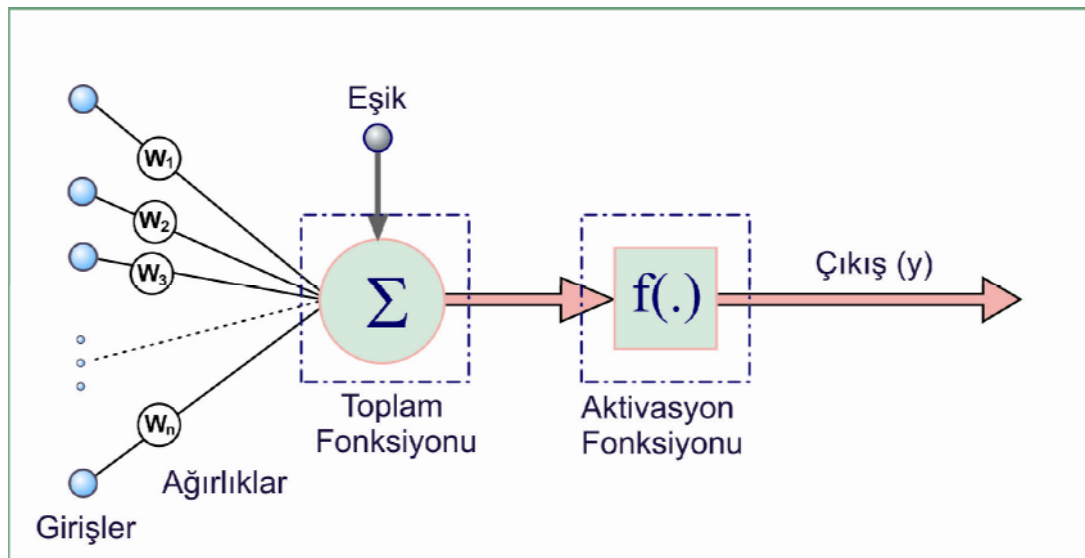 Eşik
W₁
W₂
W₃
Wₙ
Σ
f(.)
Çıkış (y)
Toplam
Fonksiyonu
Aktivasyon
Fonksiyonu
Ağırlıklar
Girişler